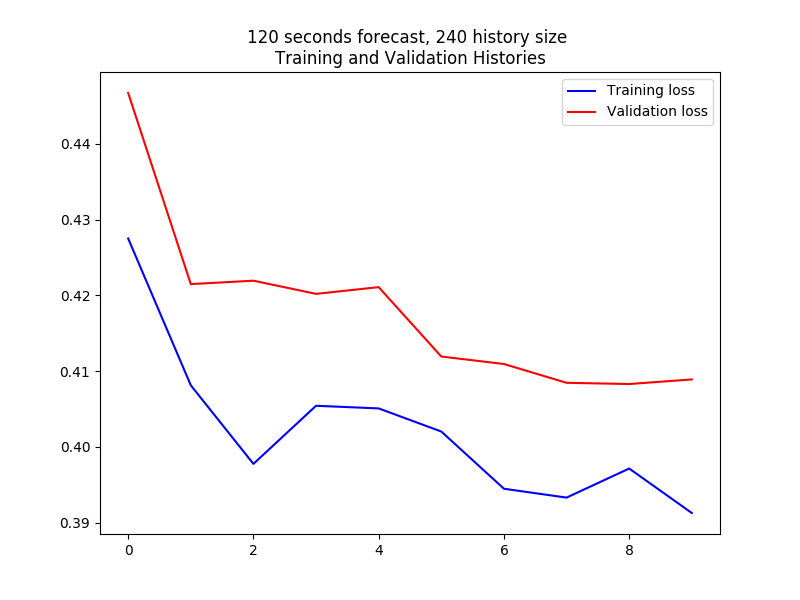 120 seconds forecast, 240 history size
Training and Validation Histories
Training loss
Validation loss
0.44
0.43
0.42
0.41
0.40
0.39
0 2 4 6 8